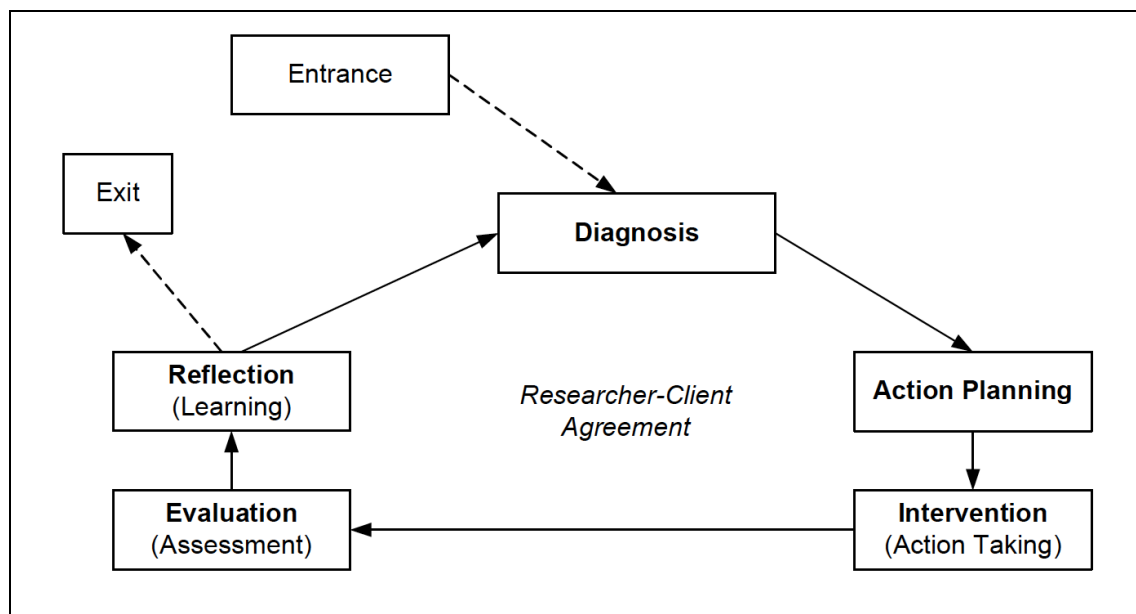 Entrance
Exit
Diagnosis
Reflection
(Learning)
Researcher-Client
Agreement
Action Planning
Evaluation
(Assessment)
Intervention
(Action Taking)